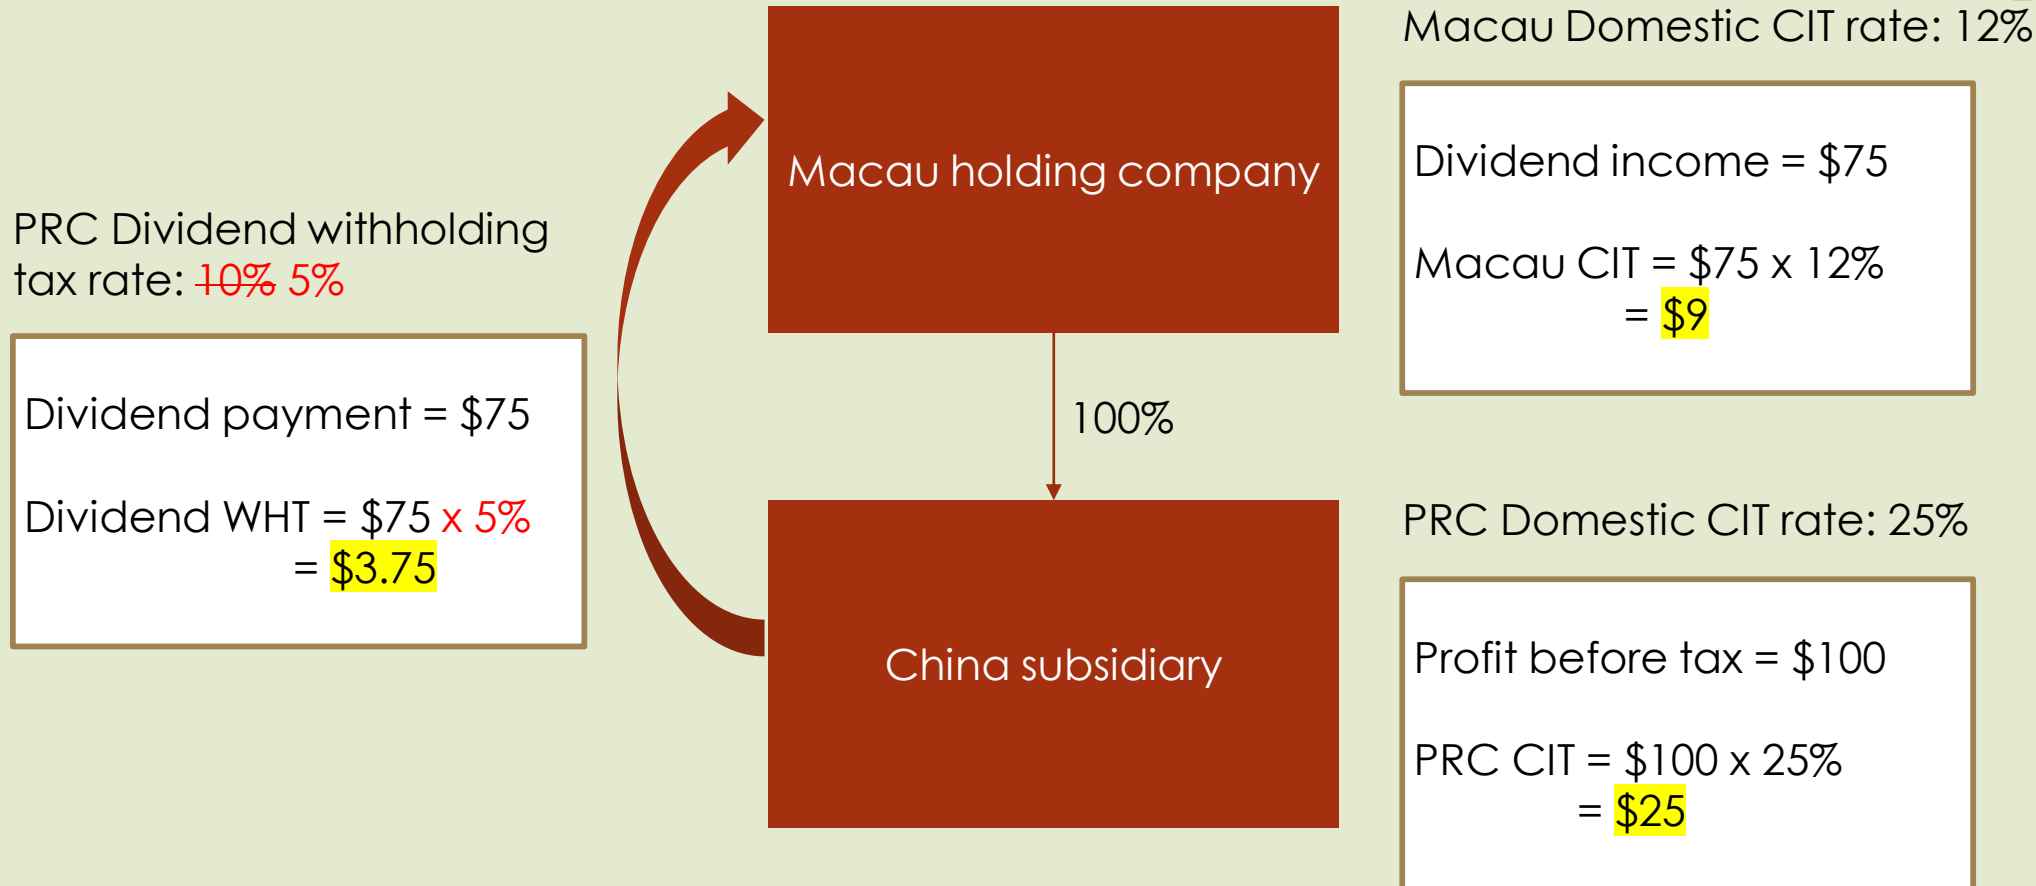 Macau Domestic CIT rate: 12%
Macau holding company
Dividend income = $75
Macau CIT = $75 x 12%
= $9
PRC Dividend withholding
tax rate: 10% 5%
Dividend payment = $75
Dividend WHT = $75 x 5%
= $3.75
100%
China subsidiary
PRC Domestic CIT rate: 25%
Profit before tax = $100
PRC CIT = $100 x 25%
= $25